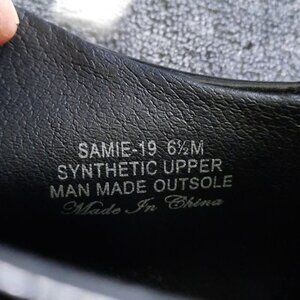 SAMIE-19 6½M
SYNTHETIC UPPER
MAN MADE OUTSOLE
Made In China